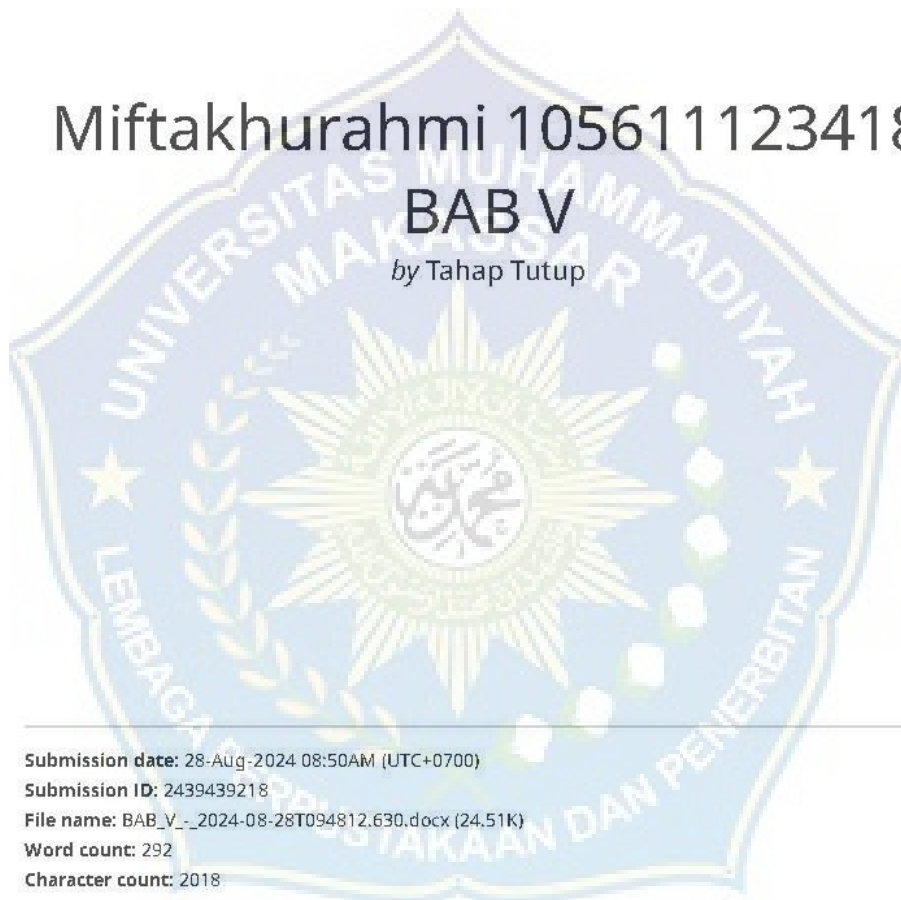 Miftakhurahmi 105611123418
BAB V
by Tahap Tutup
UNIVERSITAS MUHAMMADIYAH
MAKASSAR
LEMBAGA PERPUSTAKAAN DAN PENERBITAN
Submission date: 28-Aug-2024 08:50AM (UTC+0700)
Submission ID: 2439439218
File name: BAB_V_-_2024-08-28T094812.630.docx (24.51K)
Word count: 292
Character count: 2018